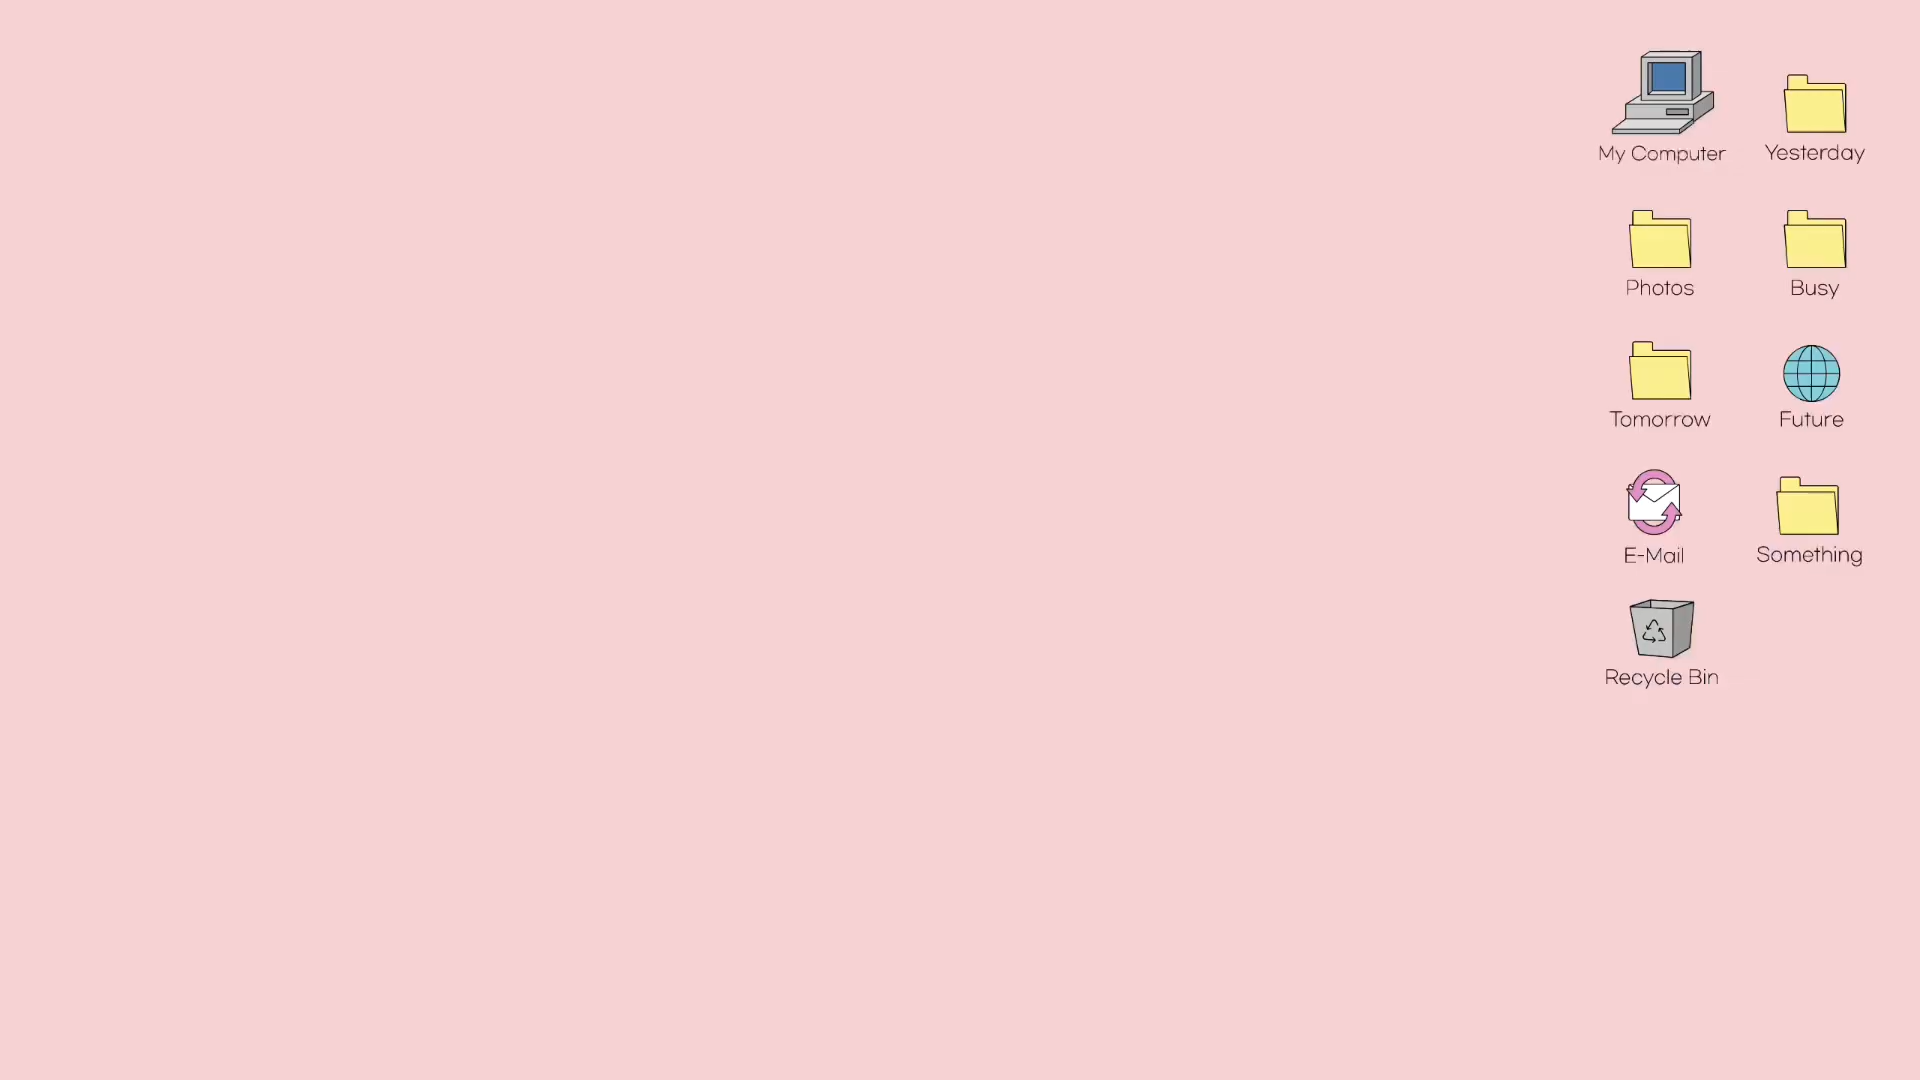 My Computer
Yesterday
Photos
Busy
Tomorrow
Future
E-Mail
Something
Recycle Bin